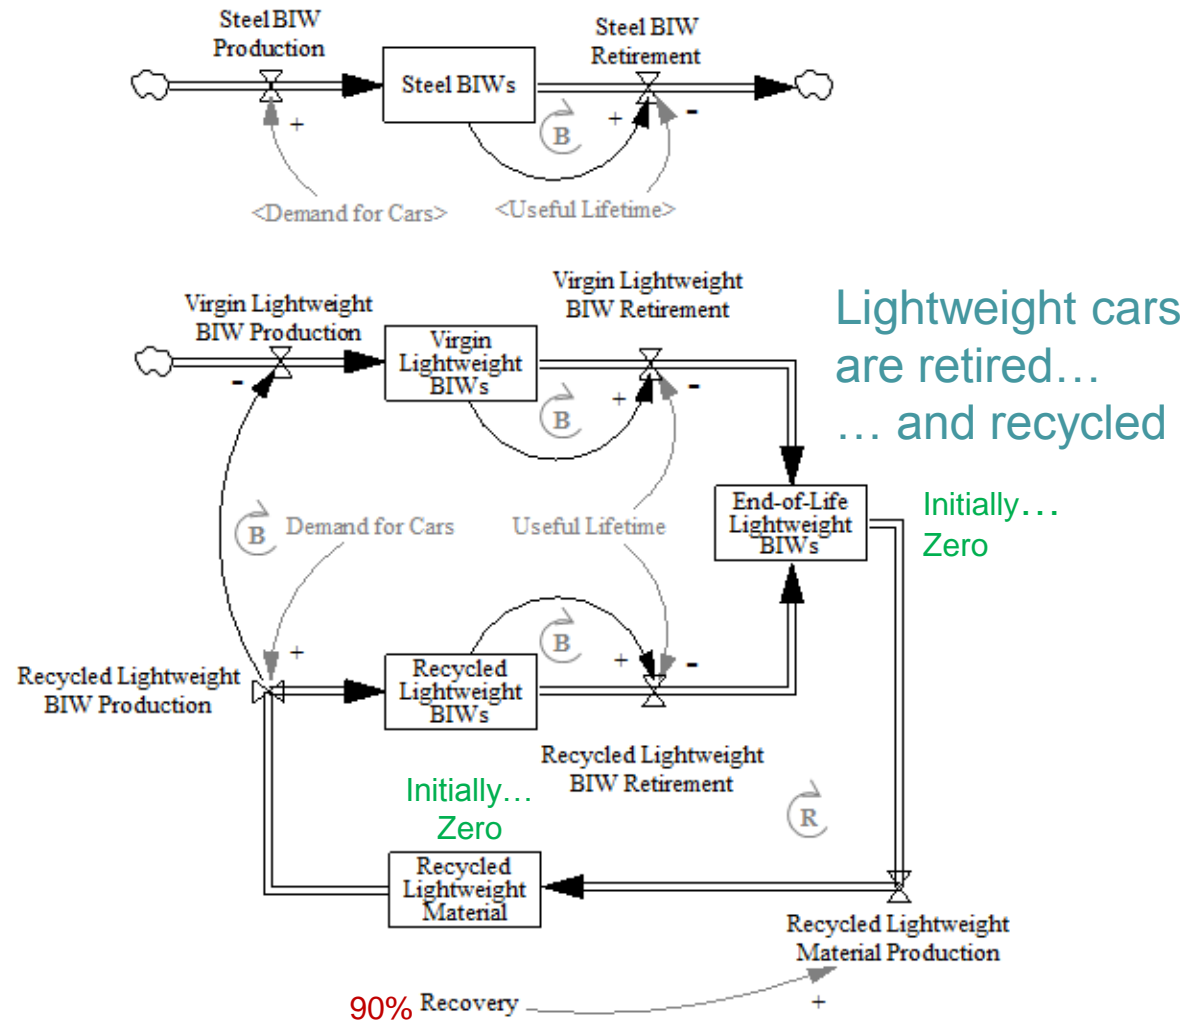 Steel BIW
Production
Steel BIW
Retirement
Steel BIWs
B
+
+
-
<Demand for Cars>
<Useful Lifetime>
Virgin Lightweight
BIW Production
Virgin Lightweight
BIW Retirement
Lightweight cars
are retired…
… and recycled
Virgin
Lightweight
BIWs
-
B
+
-
End-of-Life
Lightweight
BIWs
Initially…
Zero
B
Demand for Cars
Useful Lifetime
+
B
+
-
Recycled Lightweight
BIW Production
Recycled
Lightweight
BIWs
Recycled Lightweight
BIW Retirement
Initially…
Zero
R
Recycled
Lightweight
Material
Recycled Lightweight
Material Production
90% Recovery
+